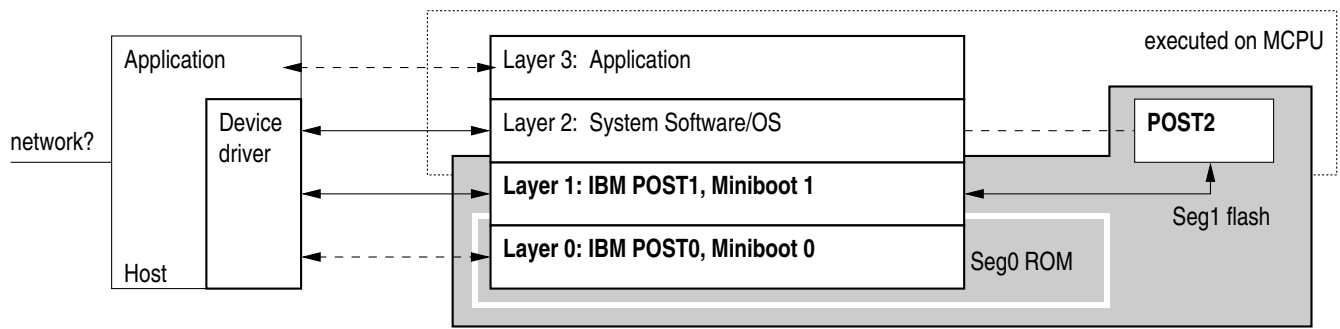 executed on MCPU
Application
Layer 3: Application
network?
Device
driver
Layer 2: System Software/OS
POST2
Layer 1: IBM POST1, Miniboot 1
Seg1 flash
Host
Layer 0: IBM POST0, Miniboot 0
Seg0 ROM